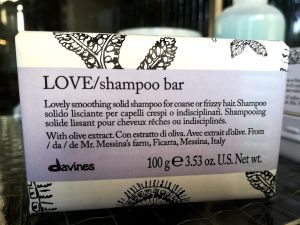 LOVE/shampoo bar
Lovely smoothing solid shampoo for coarse or frizzy hair. Shampoo
solido lisciante per capelli crespi o indisciplinati. Shampooing
solide lissant pour cheveux rêches ou indisciplinés.
With olive extract. Con estratto di oliva. Avec extrait d'olive. From
/ da / de Mr. Messina's farm, Ficarra, Messina, Italy
davines
100 g ℮ 3.53 oz. U.S. Net wt.